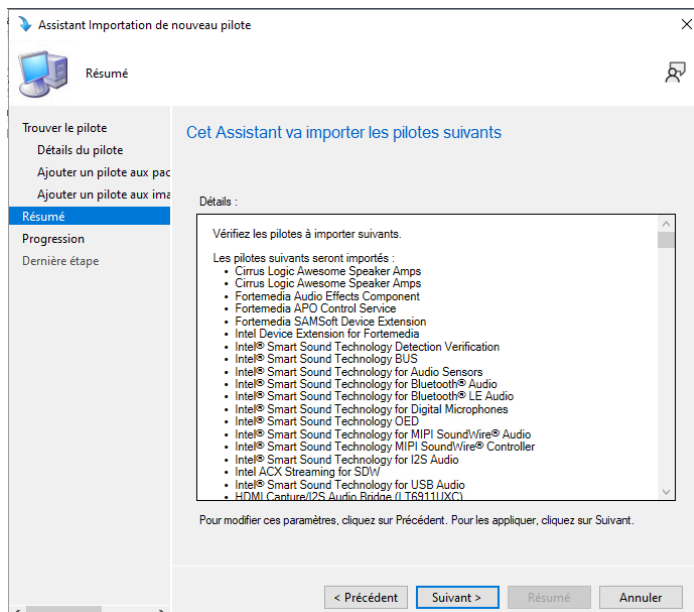 Assistant Importation de nouveau pilote
Résumé
Trouver le pilote
Détails du pilote
Ajouter un pilote aux pac
Ajouter un pilote aux ima
Résumé
Progression
Dernière étape
Cet Assistant va importer les pilotes suivants
Détails :
Vérifiez les pilotes à importer suivants.
Les pilotes suivants seront importés :
• Cirrus Logic Awesome Speaker Amps
• Cirrus Logic Awesome Speaker Amps
• Fortemedia Audio Effects Component
• Fortemedia APO Control Service
• Fortemedia SAMSoft Device Extension
• Intel Device Extension for Fortemedia
• Intel® Smart Sound Technology Detection Verification
• Intel® Smart Sound Technology BUS
• Intel® Smart Sound Technology for Audio Sensors
• Intel® Smart Sound Technology for Bluetooth® Audio
• Intel® Smart Sound Technology for Bluetooth® LE Audio
• Intel® Smart Sound Technology for Digital Microphones
• Intel® Smart Sound Technology OED
• Intel® Smart Sound Technology for MIPI SoundWire® Audio
• Intel® Smart Sound Technology MIPI SoundWire® Controller
• Intel® Smart Sound Technology for I2S Audio
• Intel ACX Streaming for SDW
• Intel® Smart Sound Technology for USB Audio
• HDMI Capture/I2S Audio Bridge (LT6911UXC)
Pour modifier ces paramètres, cliquez sur Précédent. Pour les appliquer, cliquez sur Suivant.
< Précédent
Suivant >
Résumé
Annuler